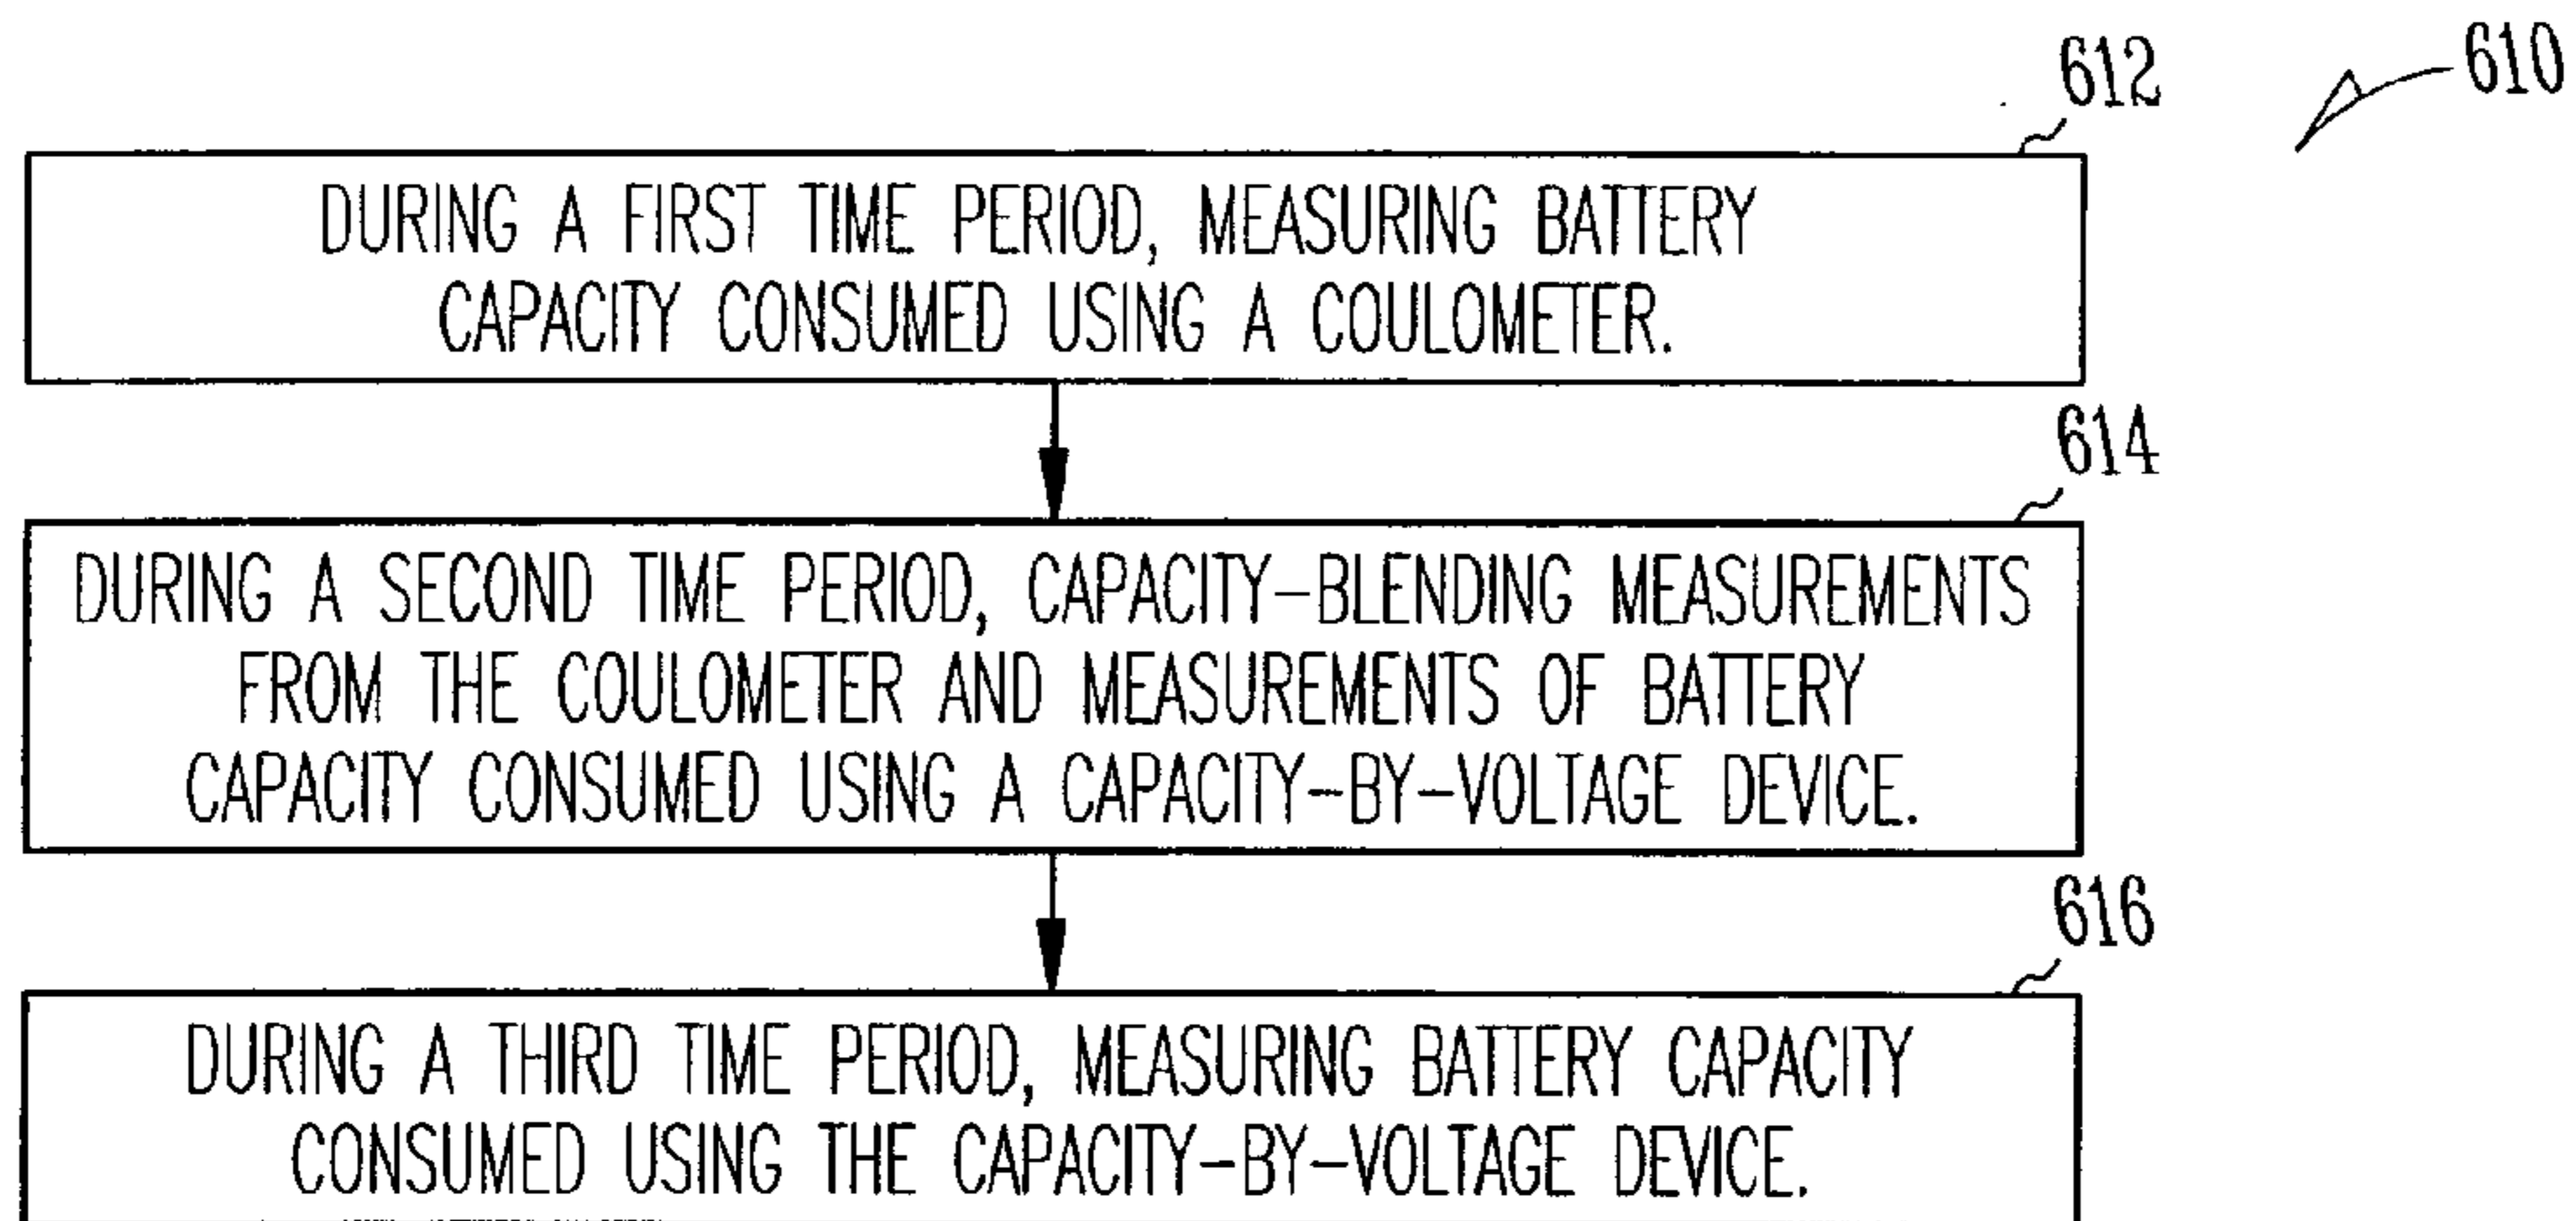 610
612
DURING A FIRST TIME PERIOD, MEASURING BATTERY
CAPACITY CONSUMED USING A COULOMETER.
614
DURING A SECOND TIME PERIOD, CAPACITY-BLENDING MEASUREMENTS
FROM THE COULOMETER AND MEASUREMENTS OF BATTERY
CAPACITY CONSUMED USING A CAPACITY-BY-VOLTAGE DEVICE.
616
DURING A THIRD TIME PERIOD, MEASURING BATTERY CAPACITY
CONSUMED USING THE CAPACITY-BY-VOLTAGE DEVICE.